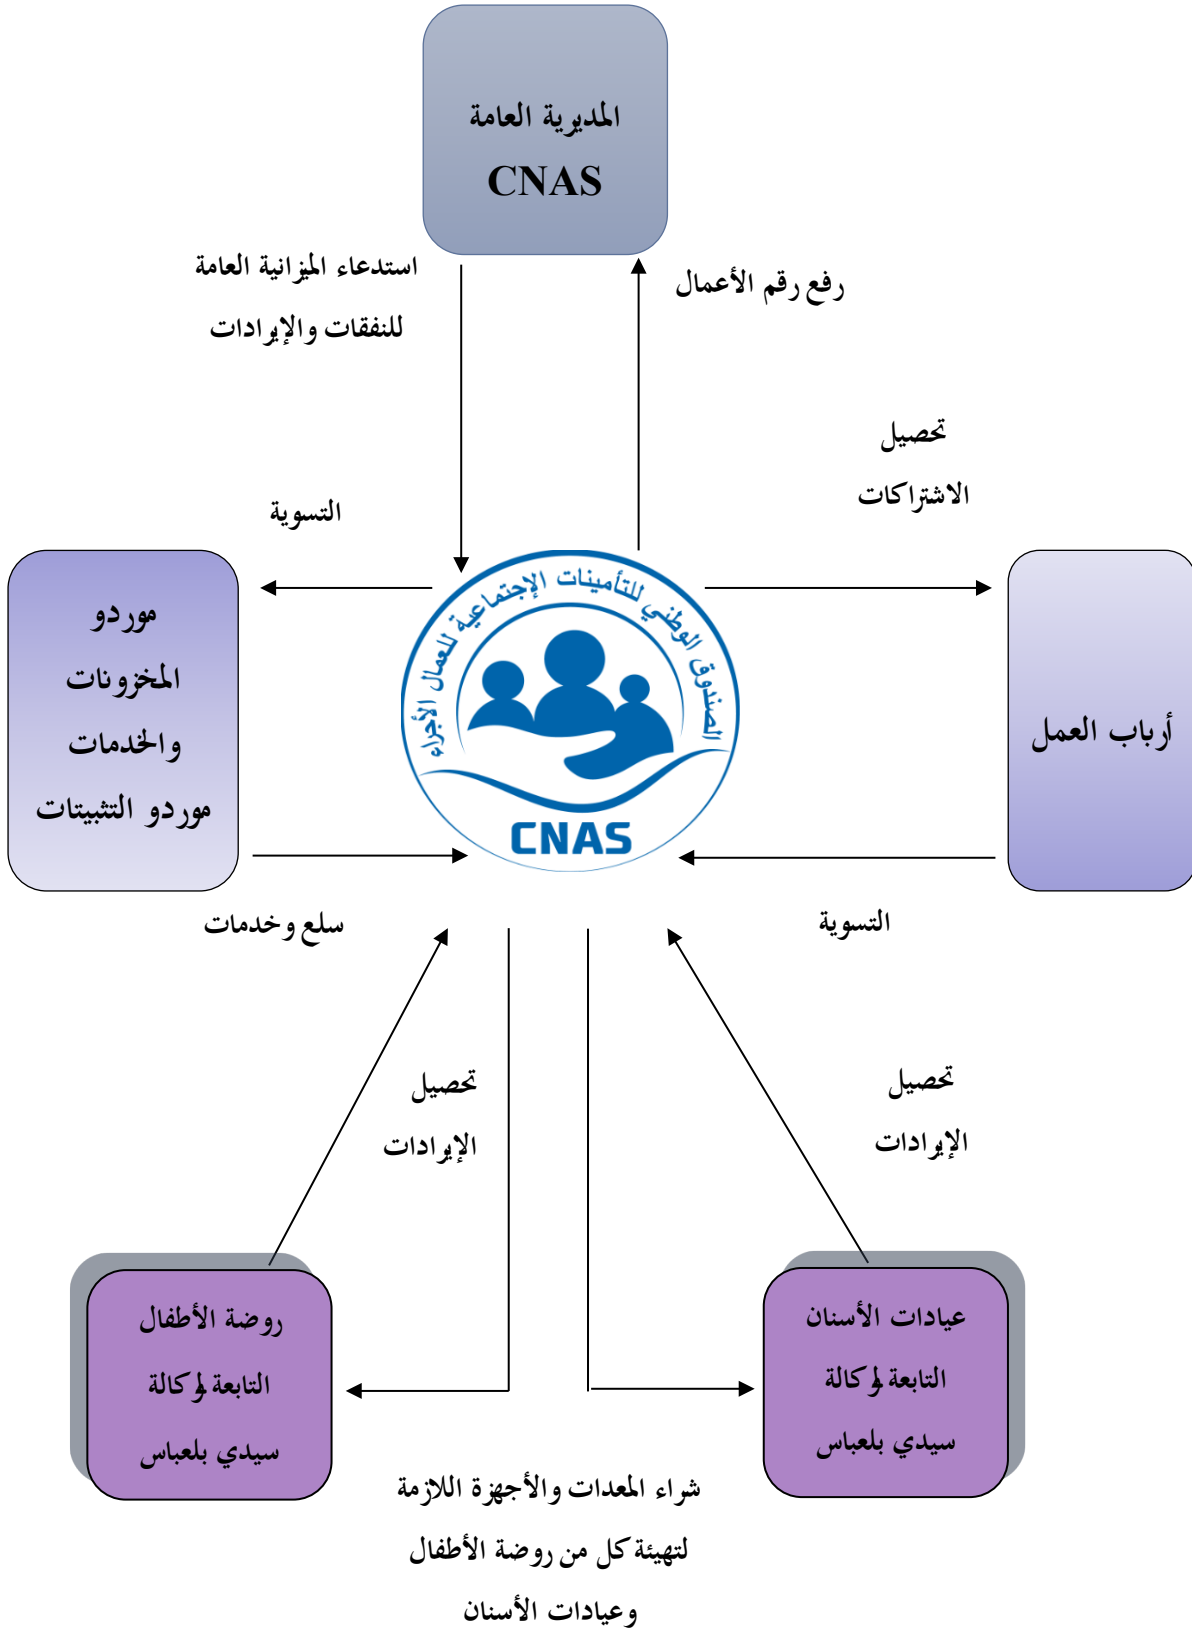 المديرية العامة
CNAS
رفع رقم الأعمال
استدعاء الميزانية العامة
للنفقات والإيرادات
تحصيل
الاشتراكات
التسوية
أرباب العمل
الصندوق الوطني للتأمينات الإجتماعية للعمال الأجراء
CNAS
موردو
المخزونات
والخدمات
موردو التثبيتات
التسوية
سلع وخدمات
تحصيل
الإيرادات
تحصيل
الإيرادات
عيادات الأسنان
التابعة لوكالة
سيدي بلعباس
روضة الأطفال
التابعة لوكالة
سيدي بلعباس
شراء المعدات والأجهزة اللازمة
لتهيئة كل من روضة الأطفال
وعيادات الأسنان